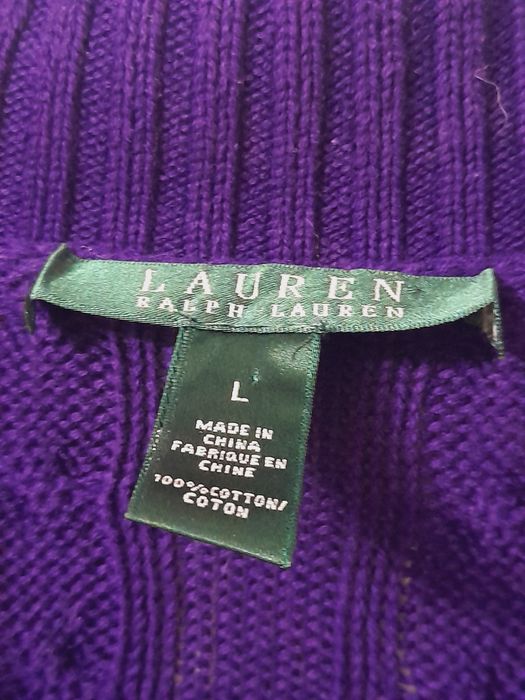 LAUREN
RALPH LAUREN
L
MADE IN
CHINA
FABRIQUE EN
CHINE
100%COTTON/
COTON